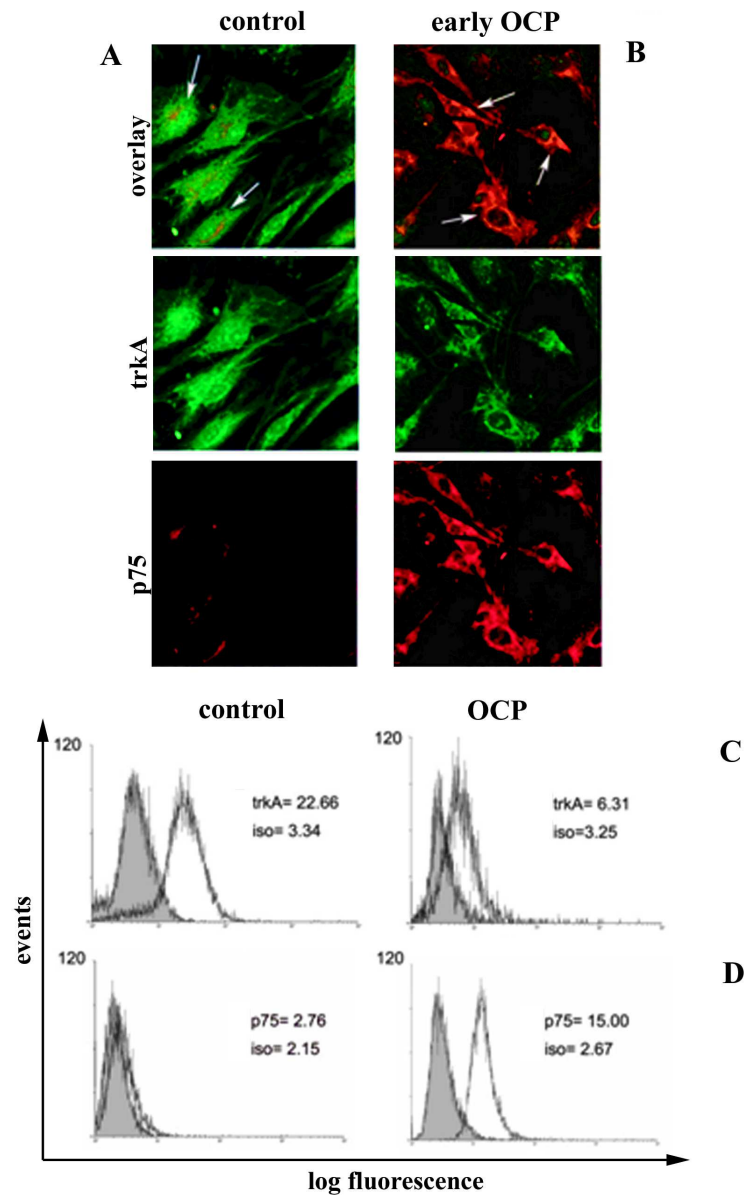 control early OCP
A B
overlay
trkA
p75
control OCP
C
120 120
trkA= 22.66 trkA= 6.31
iso= 3.34 iso=3.25
events
D
120 120
p75= 2.76 p75= 15.00
iso= 2.15 iso= 2.67
log fluorescence